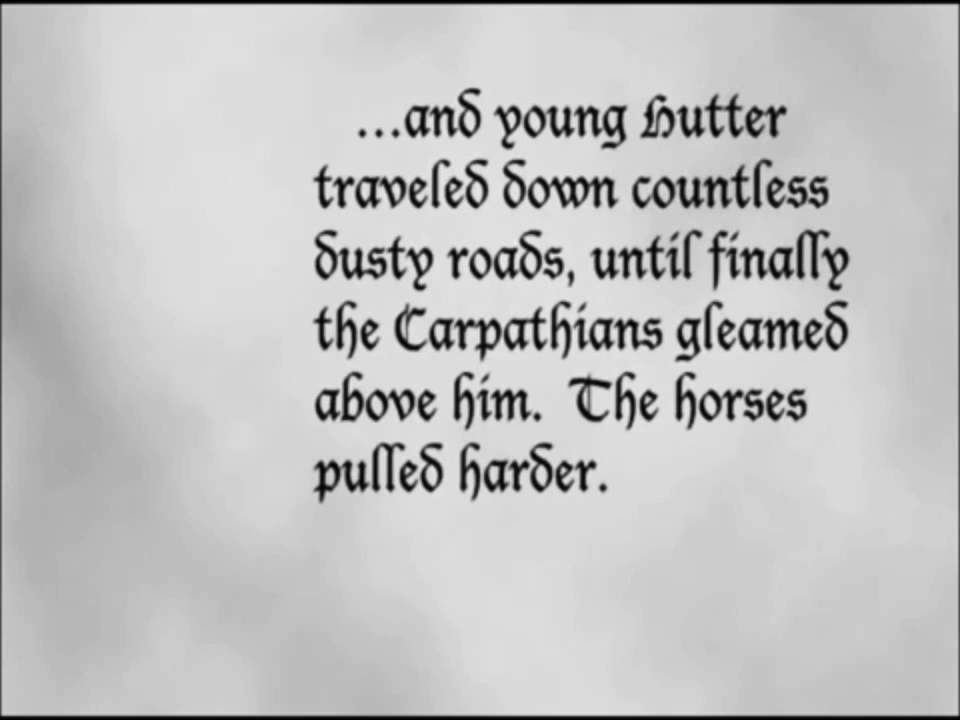 ...and young Hutter
traveled down countless
dusty roads, until finally
the Carpathians gleamed
above him. The horses
pulled harder.